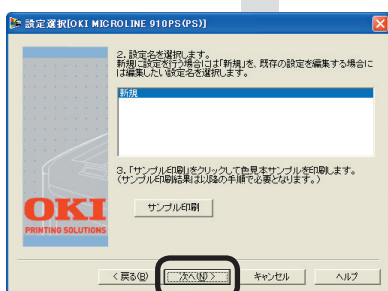 設定選択[OKI MICROLINE 910PS(PS)]
2. 設定名を選択します。
新規に設定を行う場合には「新規」を、既存の設定を編集する場合に
は編集したい設定名を選択します。
新規
3. 「サンプル印刷」をクリックして色見本サンプルを印刷します。
(サンプル印刷結果は以降の手順で必要となります。)
サンプル印刷
OKI
PRINTING SOLUTIONS
< 戻る(B)
次へ(N) >
キャンセル
ヘルプ